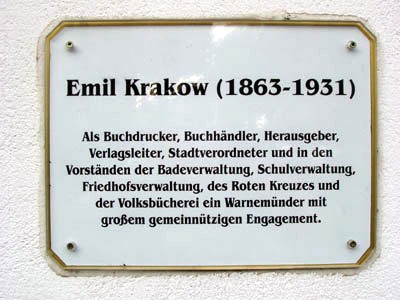 Emil Krakow (1863-1931)
Als Buchdrucker, Buchhändler, Herausgeber,
Verlagsleiter, Stadtverordneter und in den
Vorständen der Badeverwaltung, Schulverwaltung,
Friedhofsverwaltung, des Roten Kreuzes und
der Volksbücherei ein Warnemünder mit
großem gemeinnützigen Engagement.